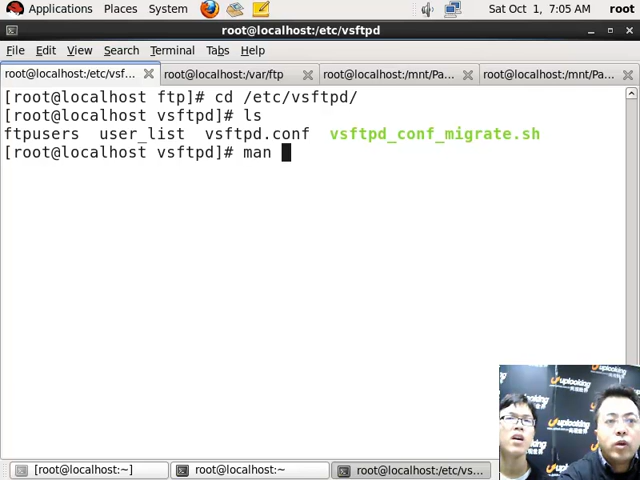 Applications Places System Sat Oct 1, 7:05 AM root
root@localhost:/etc/vsftpd
File Edit View Search Terminal Tabs Help
root@localhost:/etc/vsf... root@localhost:/var/ftp root@localhost:/mnt/Pa... root@localhost:/mnt/Pa...
[root@localhost ftp]# cd /etc/vsftpd/
[root@localhost vsftpd]# ls
ftpusers user_list vsftpd.conf vsftpd_conf_migrate.sh
[root@localhost vsftpd]# man
uplooking
uplooking
[root@localhost:~] root@localhost:~ root@localhost:/etc/vs...